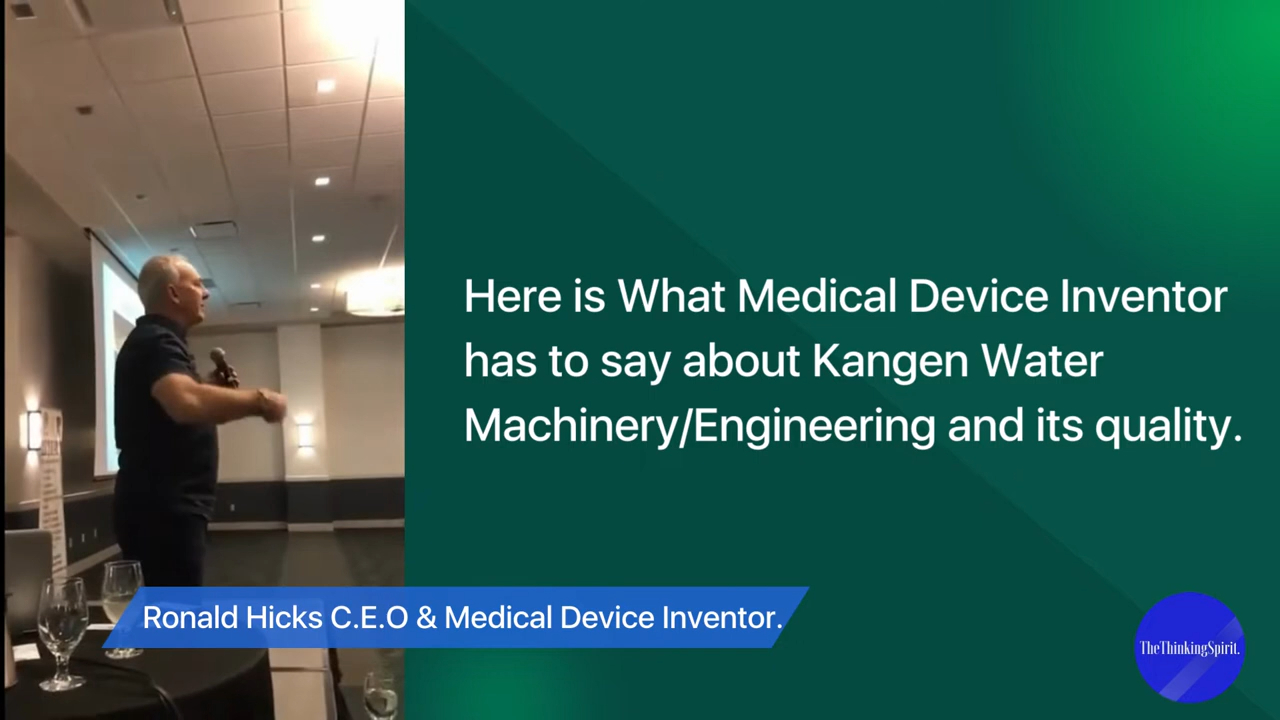 Here is What Medical Device Inventor
has to say about Kangen Water
Machinery/Engineering and its quality.
Ronald Hicks C.E.O & Medical Device Inventor.
TheThinkingSpirit.